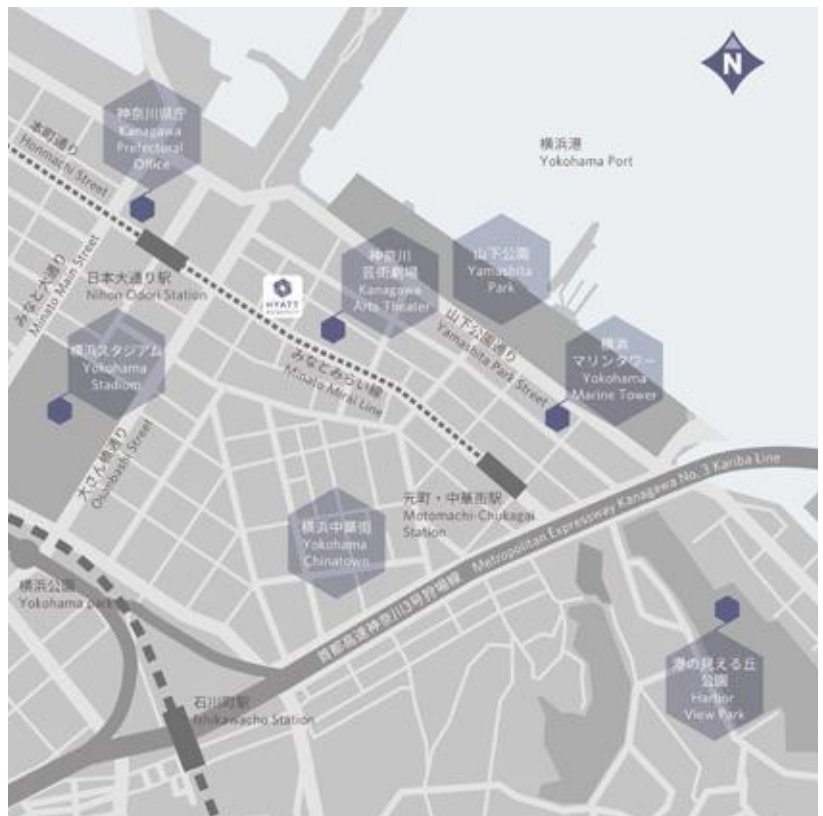 N
神奈川県庁
Kanagawa
Prefectural
Office
本町通り
Honmachi Street
横浜港
Yokohama Port
日本大通り駅
Nihon Odori Station
みなと大通り
Minato Main Street
HYATT
神奈川
芸術劇場
Kanagawa
Arts Theater
山下公園
Yamashita
Park
山下公園通り
Yamashita Park Street
横浜
マリンタワー
Yokohama
Marine Tower
横浜スタジアム
Yokohama
Stadium
みなとみらい線
Minato Mirai Line
大さん橋通り
Osanbashi Street
元町・中華街駅
Motomachi-Chukagai
Station
横浜中華街
Yokohama
Chinatown
首都高速神奈川3号狩場線 Metropolitan Expressway Kanagawa No. 3 Kariba Line
横浜公園
Yokohama park
港の見える丘
公園
Harbor
View Park
石川町駅
Ishikawacho Station